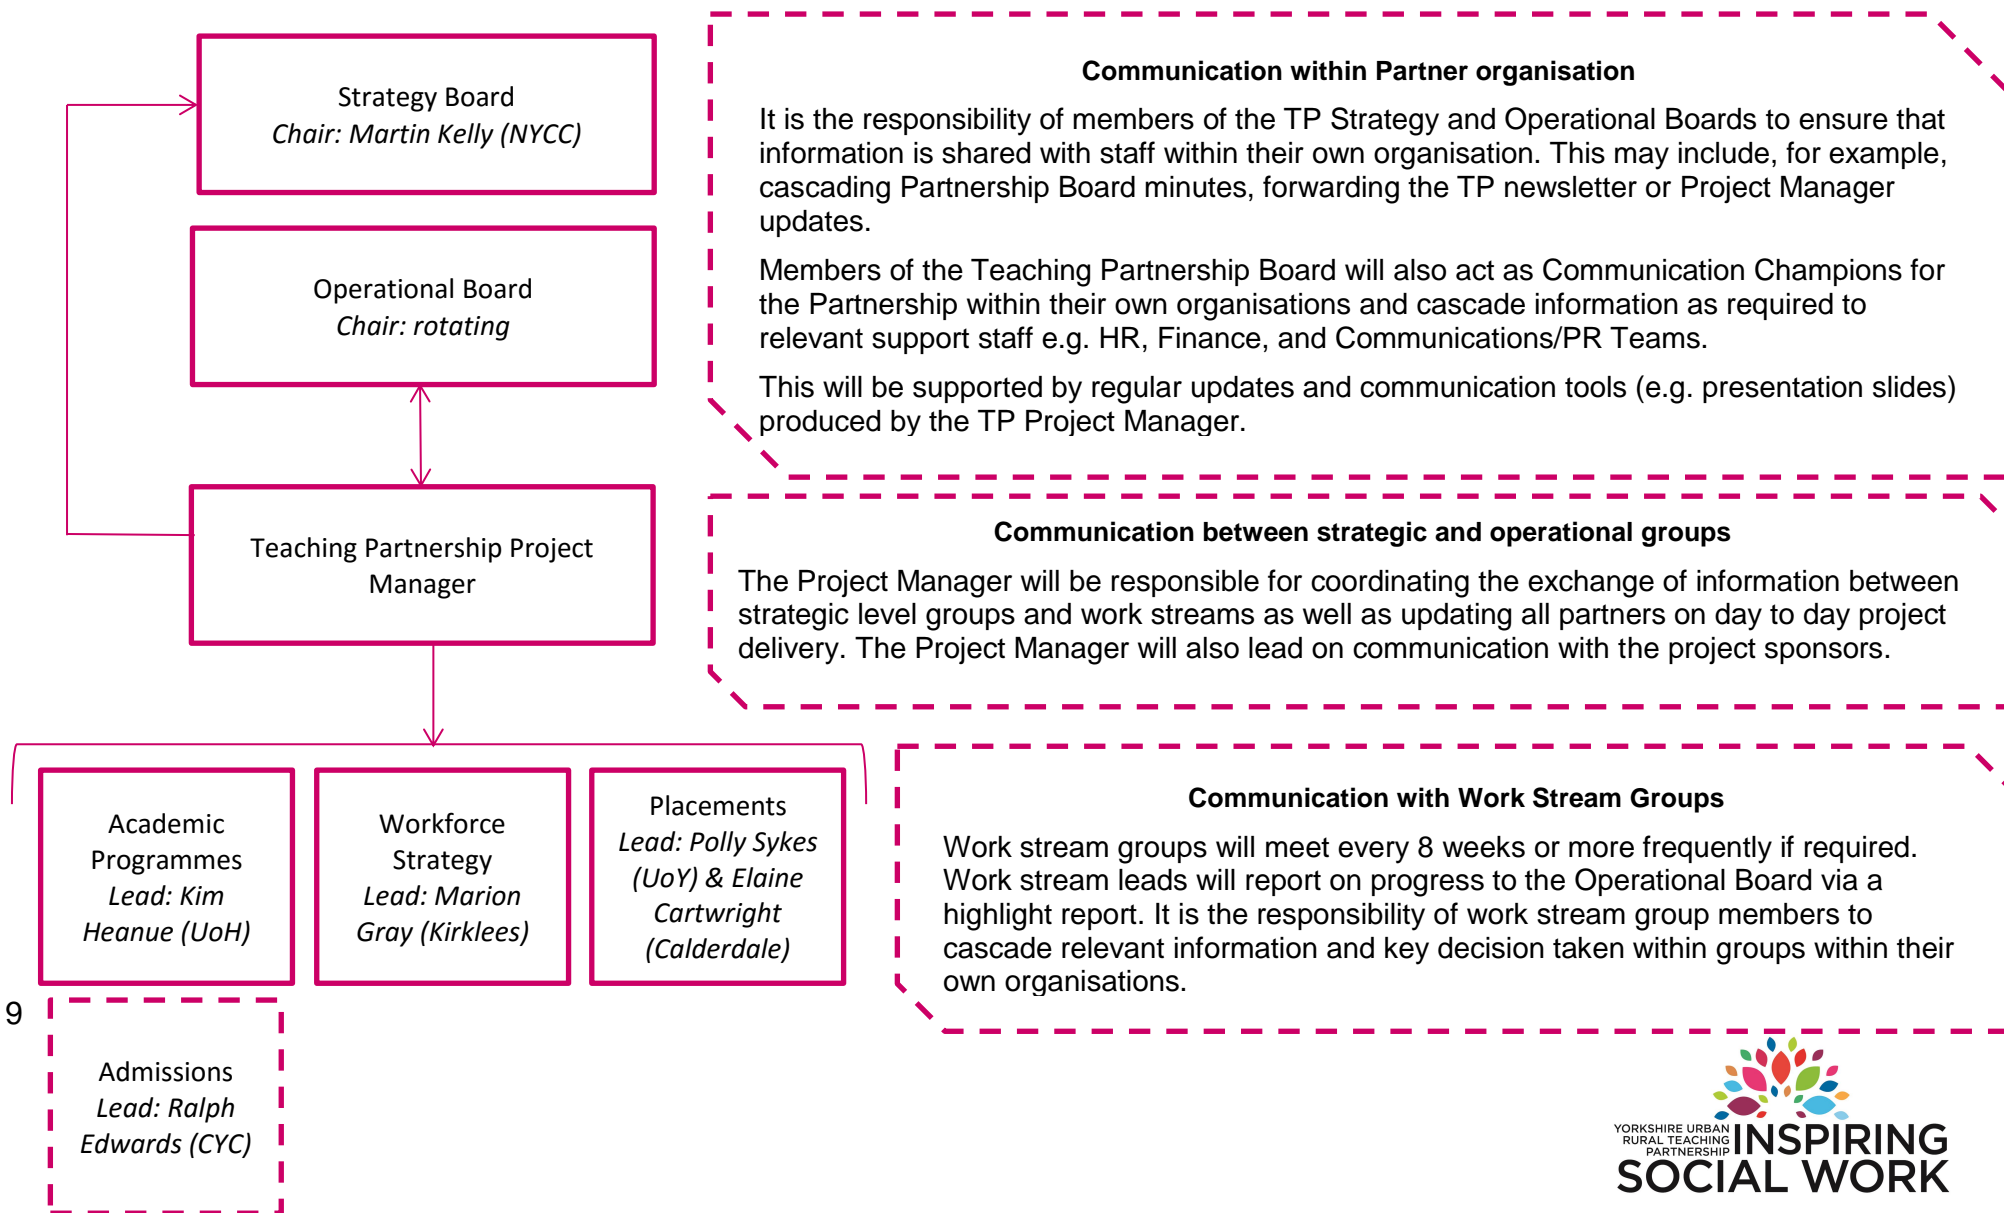 Strategy Board
Chair: Martin Kelly (NYCC)
Operational Board
Chair: rotating
Teaching Partnership Project
Manager
Academic
Programmes
Lead: Kim
Heanue (UoH)
Workforce
Strategy
Lead: Marion
Gray (Kirklees)
Placements
Lead: Polly Sykes
(UoY) & Elaine
Cartwright
(Calderdale)
9
Admissions
Lead: Ralph
Edwards (CYC)
Communication within Partner organisation
It is the responsibility of members of the TP Strategy and Operational Boards to ensure that
information is shared with staff within their own organisation. This may include, for example,
cascading Partnership Board minutes, forwarding the TP newsletter or Project Manager
updates.
Members of the Teaching Partnership Board will also act as Communication Champions for
the Partnership within their own organisations and cascade information as required to
relevant support staff e.g. HR, Finance, and Communications/PR Teams.
This will be supported by regular updates and communication tools (e.g. presentation slides)
produced by the TP Project Manager.
Communication between strategic and operational groups
The Project Manager will be responsible for coordinating the exchange of information between
strategic level groups and work streams as well as updating all partners on day to day project
delivery. The Project Manager will also lead on communication with the project sponsors.
Communication with Work Stream Groups
Work stream groups will meet every 8 weeks or more frequently if required.
Work stream leads will report on progress to the Operational Board via a
highlight report. It is the responsibility of work stream group members to
cascade relevant information and key decision taken within groups within their
own organisations.
YORKSHIRE URBAN
RURAL TEACHING
PARTNERSHIP
INSPIRING
SOCIAL WORK